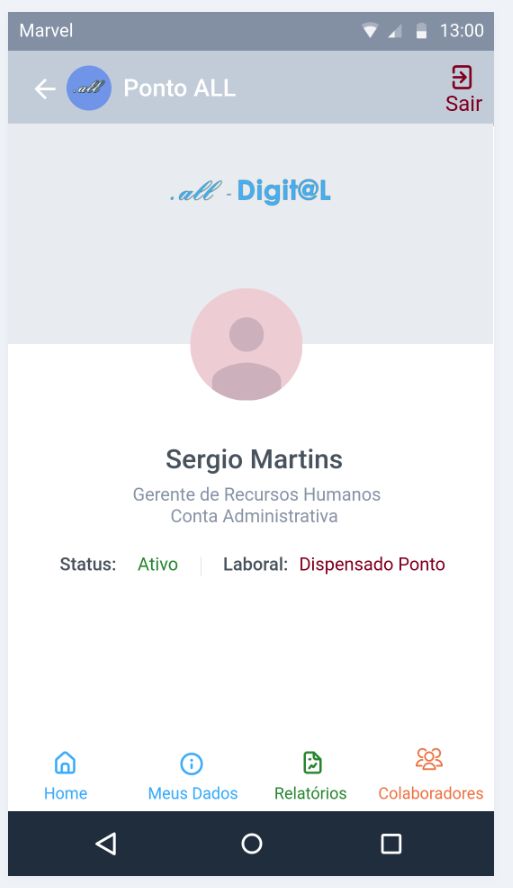 Marvel 13:00
.all Ponto ALL
Sair
.all - Digit@L
Sergio Martins
Gerente de Recursos Humanos
Conta Administrativa
Status: Ativo Laboral: Dispensado Ponto
Home Meus Dados Relatórios Colaboradores